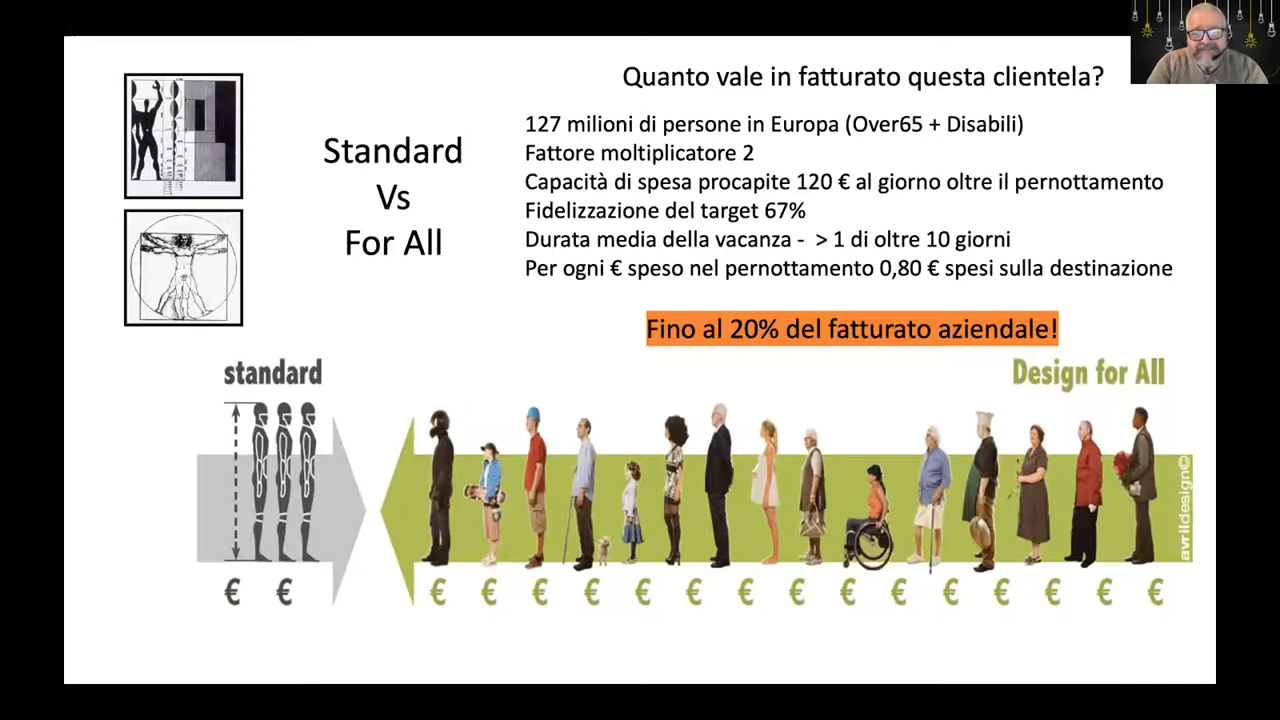 Quanto vale in fatturato questa clientela?
Standard
Vs
For All
127 milioni di persone in Europa (Over65 + Disabili)
Fattore moltiplicatore 2
Capacità di spesa procapite 120 € al giorno oltre il pernottamento
Fidelizzazione del target 67%
Durata media della vacanza -  > 1 di oltre 10 giorni
Per ogni € speso nel pernottamento 0,80 € spesi sulla destinazione
Fino al 20% del fatturato aziendale!
standard
Design for All
avrildesign©
€ €
€ € € € € € € € € € € € € € €